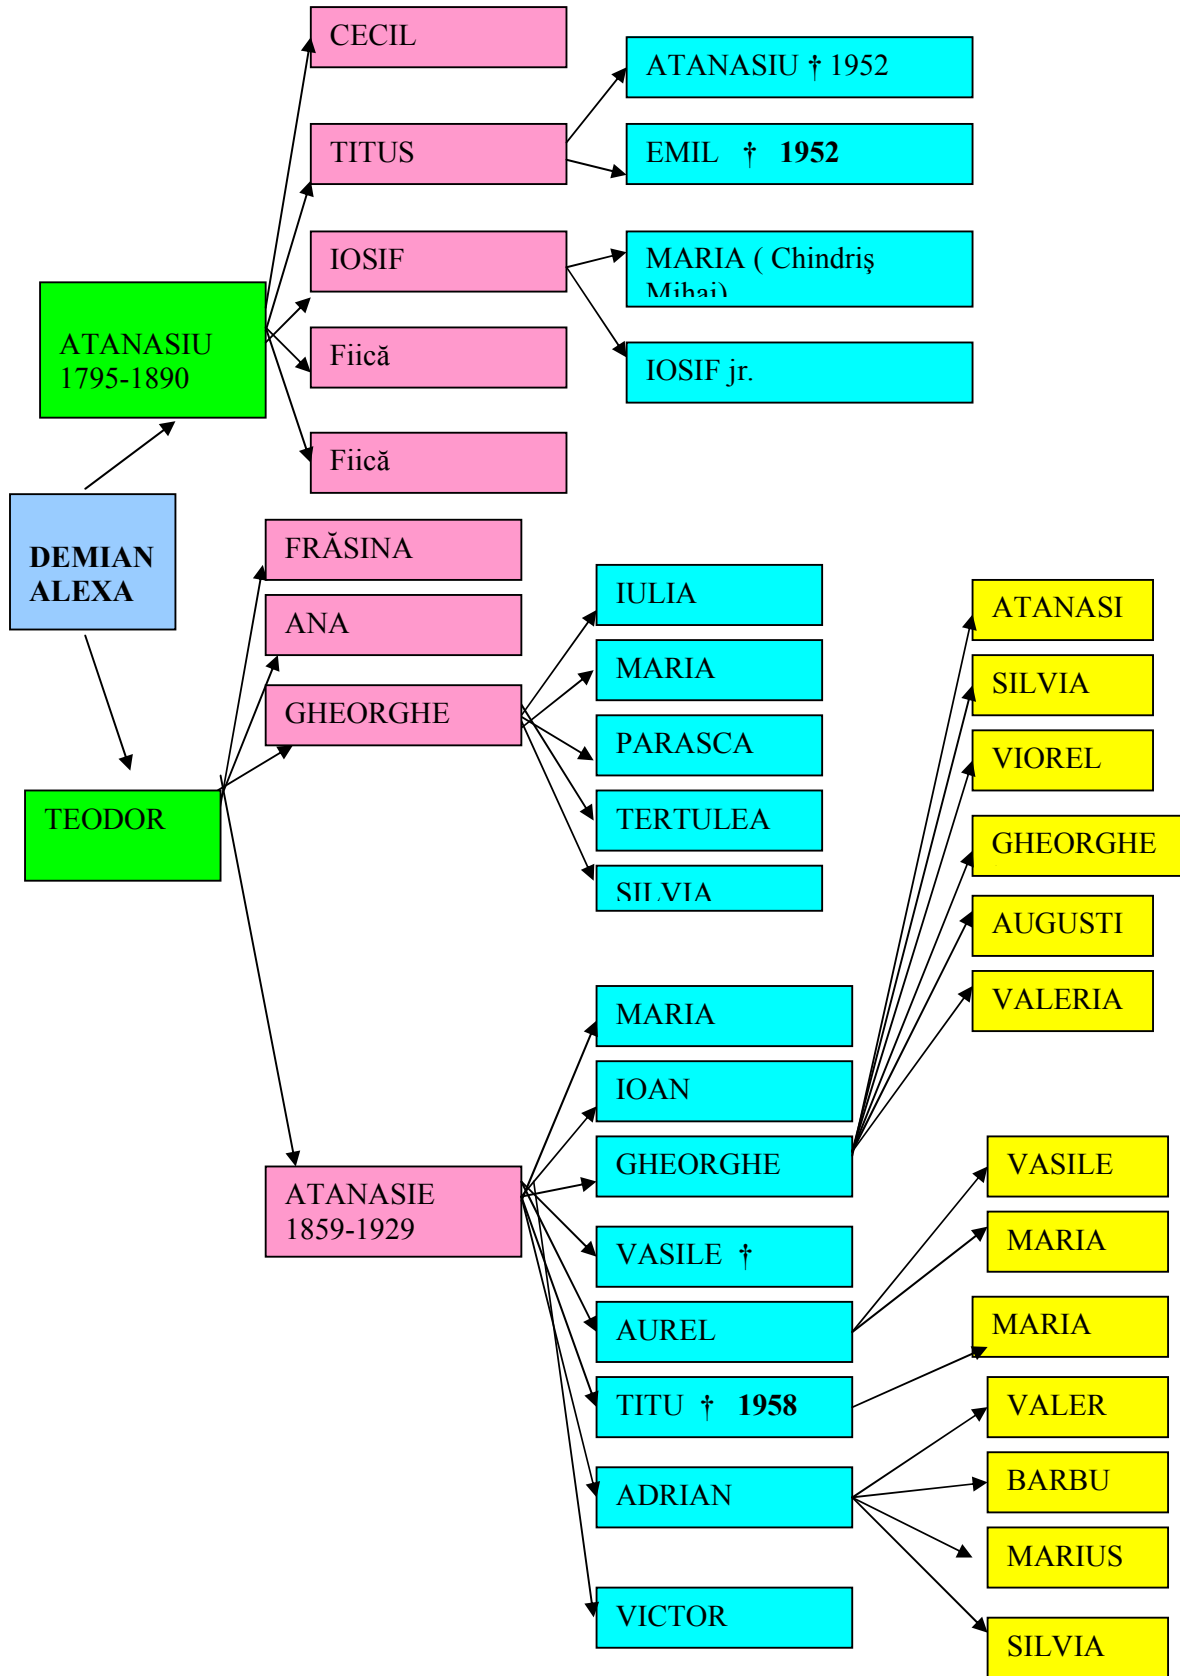 CECIL
ATANASIU † 1952
TITUS
EMIL † 1952
IOSIF
MARIA ( Chindriş
Mihai)
ATANASIU
1795-1890
Fiică
IOSIF jr.
Fiică
DEMIAN
ALEXA
FRĂSINA
ANA
GHEORGHE
TEODOR
IULIA
MARIA
PARASCA
TERTULEA
SILVIA
ATANASI
SILVIA
VIOREL
GHEORGHE
AUGUSTI
VALERIA
ATANASIE
1859-1929
MARIA
IOAN
GHEORGHE
VASILE †
AUREL
TITU † 1958
ADRIAN
VICTOR
VASILE
MARIA
MARIA
VALER
BARBU
MARIUS
SILVIA